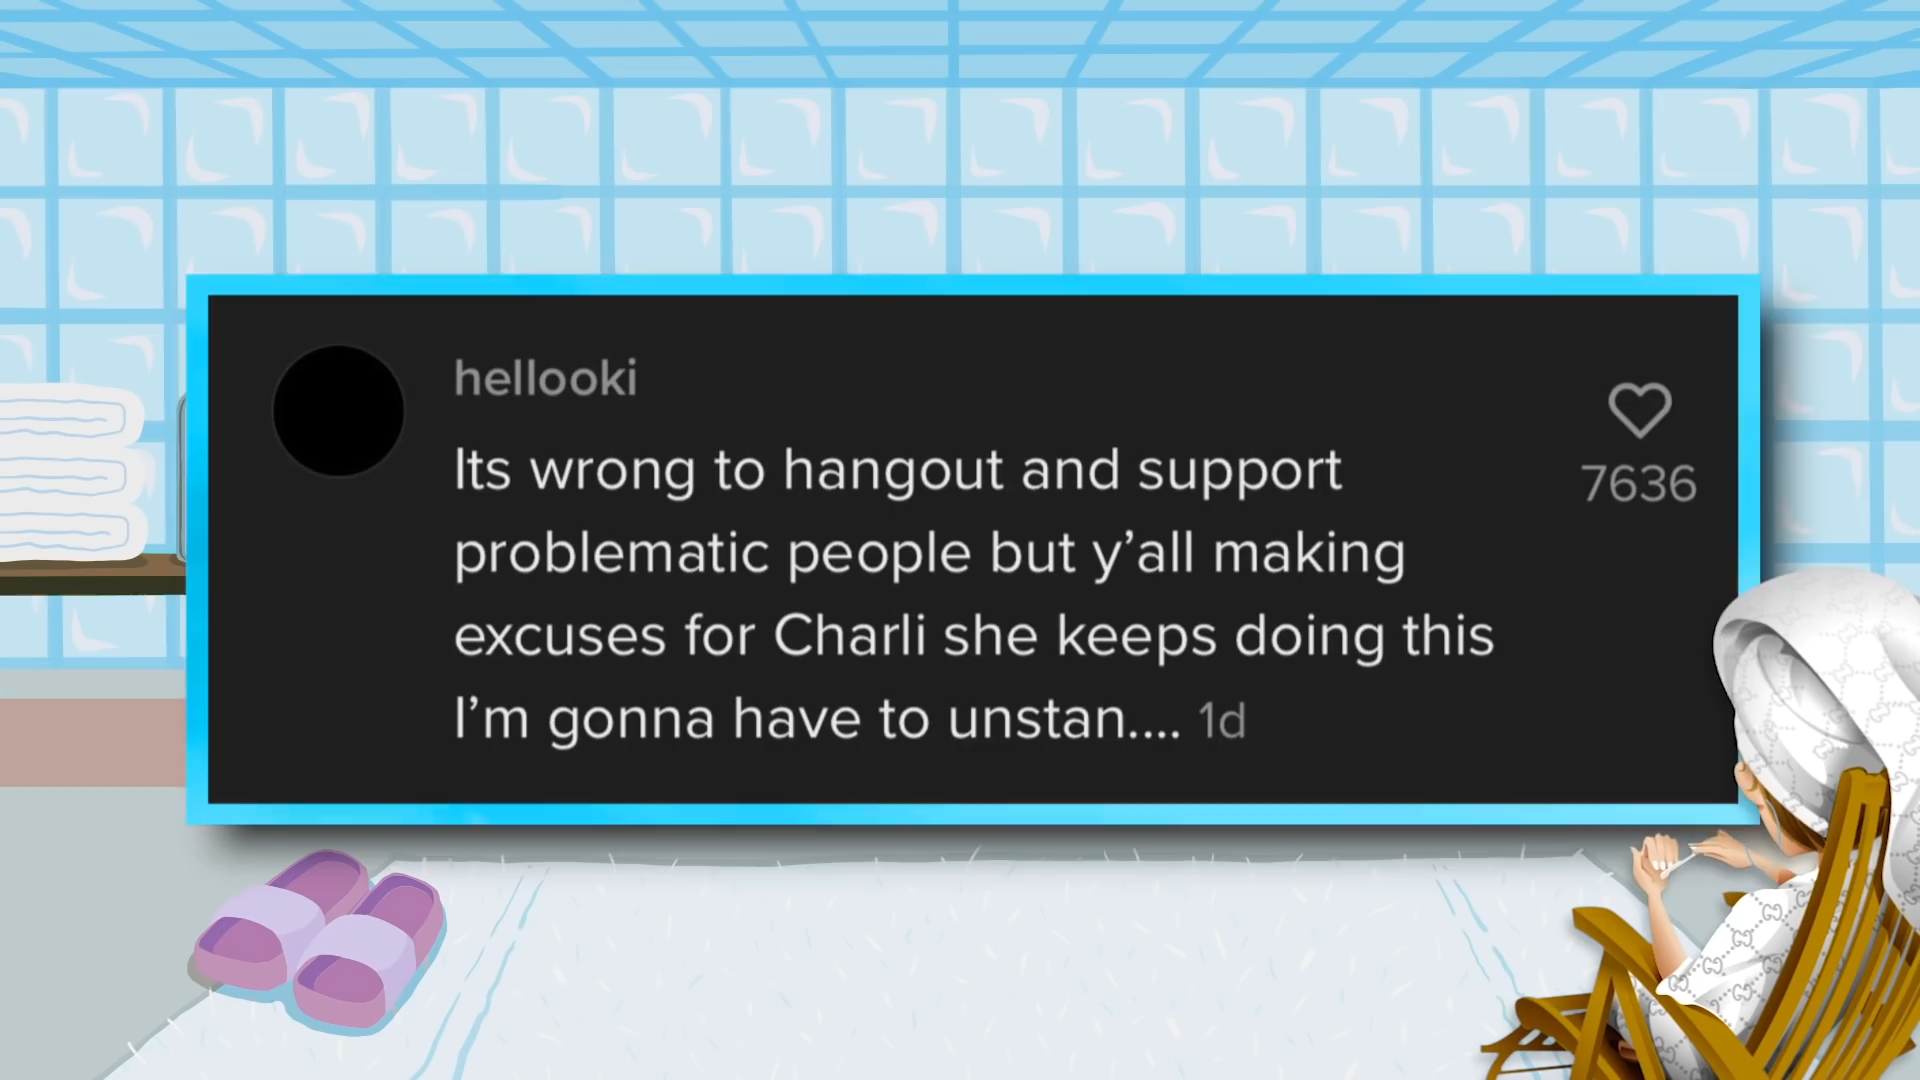 hellooki
Its wrong to hangout and support
problematic people but y’all making
excuses for Charli she keeps doing this
I’m gonna have to unstan.... 1d
7636